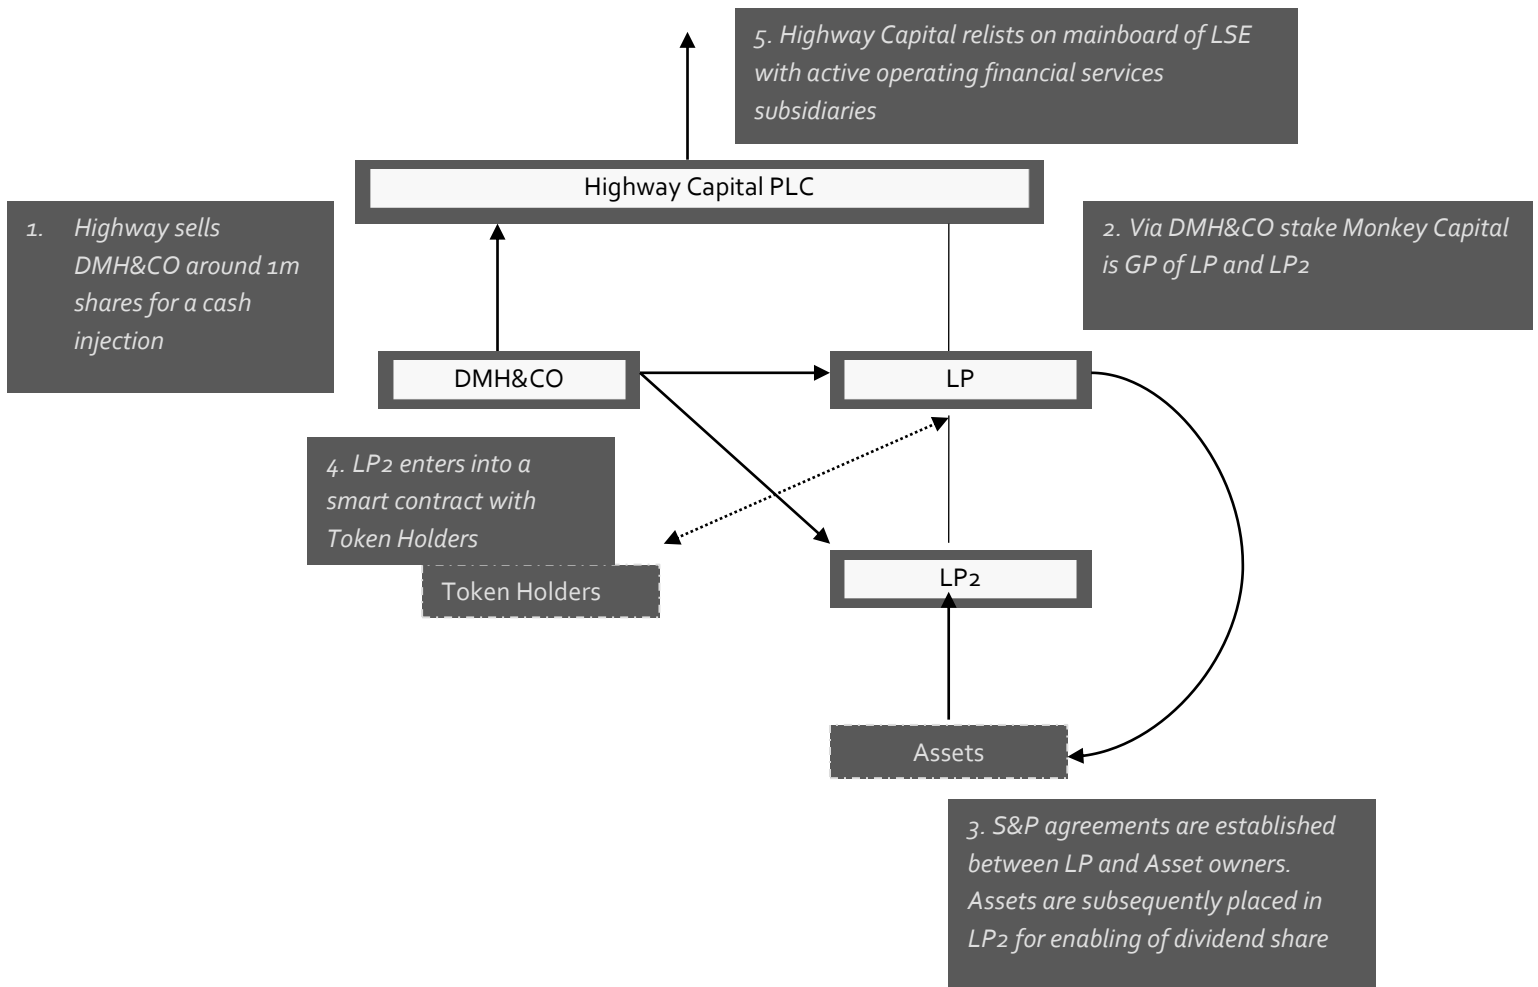 5. Highway Capital relists on mainboard of LSE
with active operating financial services
subsidiaries
Highway Capital PLC
1. Highway sells
DMH&CO around 1m
shares for a cash
injection
2. Via DMH&CO stake Monkey Capital
is GP of LP and LP2
DMH&CO
LP
4. LP2 enters into a
smart contract with
Token Holders
Token Holders
LP2
Assets
3. S&P agreements are established
between LP and Asset owners.
Assets are subsequently placed in
LP2 for enabling of dividend share